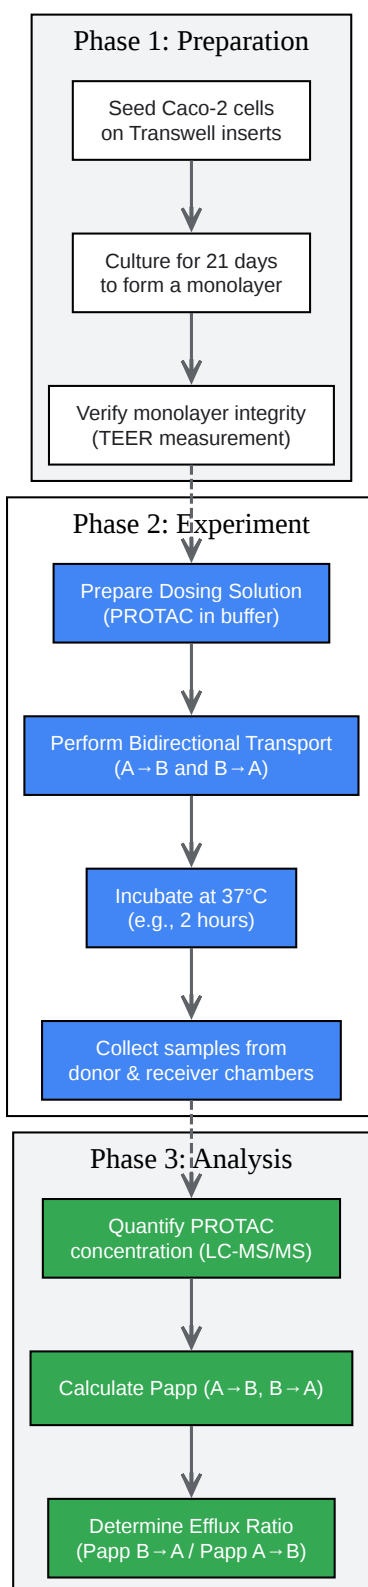 Phase 1: Preparation
Seed Caco-2 cells
on Transwell inserts
Culture for 21 days
to form a monolayer
Verify monolayer integrity
(TEER measurement)
Phase 2: Experiment
Prepare Dosing Solution
(PROTAC in buffer)
Perform Bidirectional Transport
(A→B and B→A)
Incubate at 37°C
(e.g., 2 hours)
Collect samples from
donor & receiver chambers
Phase 3: Analysis
Quantify PROTAC
concentration (LC-MS/MS)
Calculate Papp (A→B, B→A)
Determine Efflux Ratio
(Papp B→A / Papp A→B)